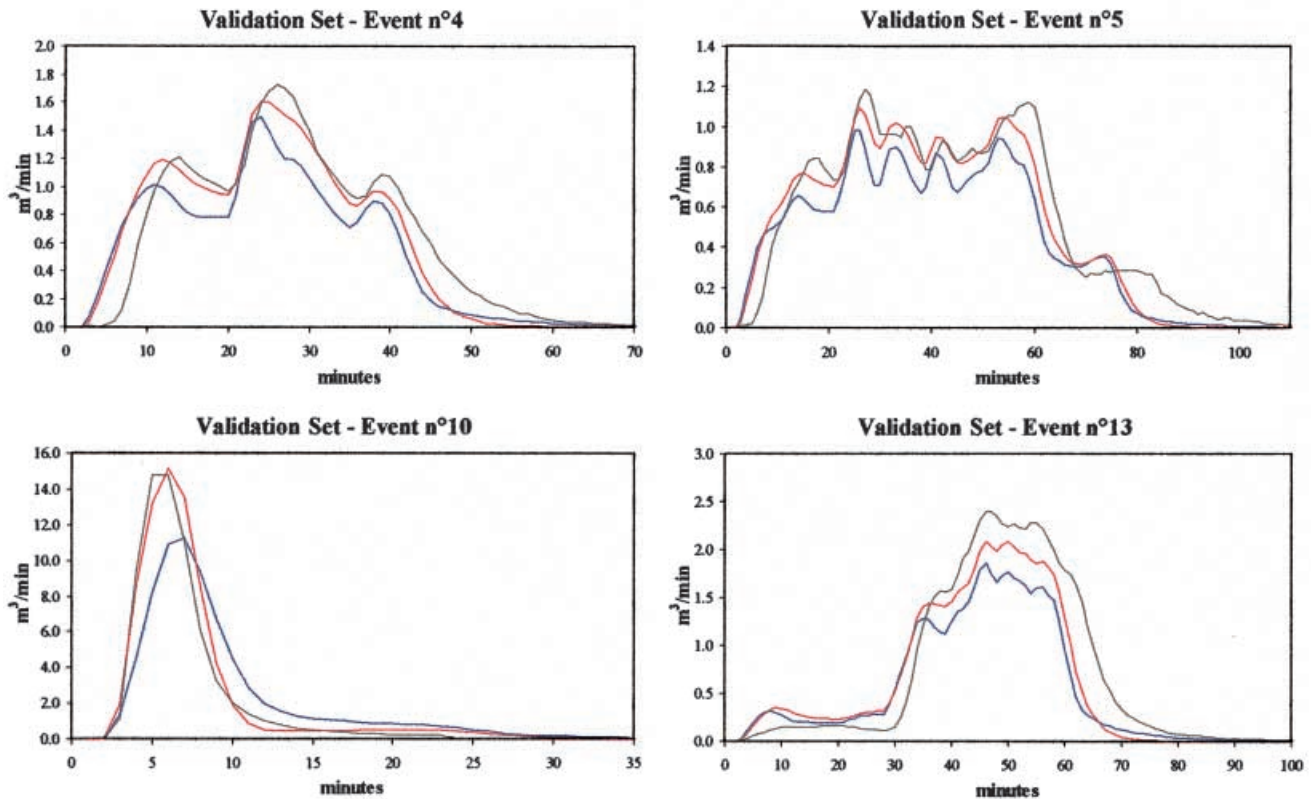 Validation Set - Event n°4
2.0
1.8
1.6
1.4
1.2
1.0
0.8
0.6
0.4
0.2
0.0
m³/min
0 10 20 30 40 50 60 70
minutes
Validation Set - Event n°5
1.4
1.2
1.0
0.8
0.6
0.4
0.2
0.0
m³/min
0 20 40 60 80 100
minutes
Validation Set - Event n°10
16.0
14.0
12.0
10.0
8.0
6.0
4.0
2.0
0.0
m³/min
0 5 10 15 20 25 30 35
minutes
Validation Set - Event n°13
3.0
2.5
2.0
1.5
1.0
0.5
0.0
m³/min
0 10 20 30 40 50 60 70 80 90 100
minutes